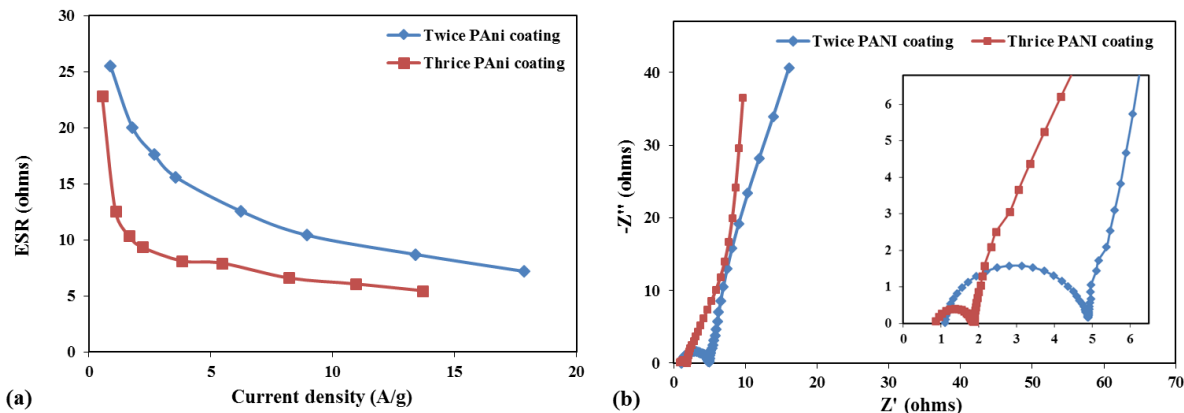 30
25
20
15
10
5
0
ESR (ohms)
Twice PAni coating
Thrice PAni coating
0 5 10 15 20
Current density (A/g)
(a)
Twice PANI coating Thrice PANI coating
40
30
20
10
0
-Z'' (ohms)
6
5
4
3
2
1
0
0 1 2 3 4 5 6
0 10 20 30 40 50 60 70
Z' (ohms)
(b)